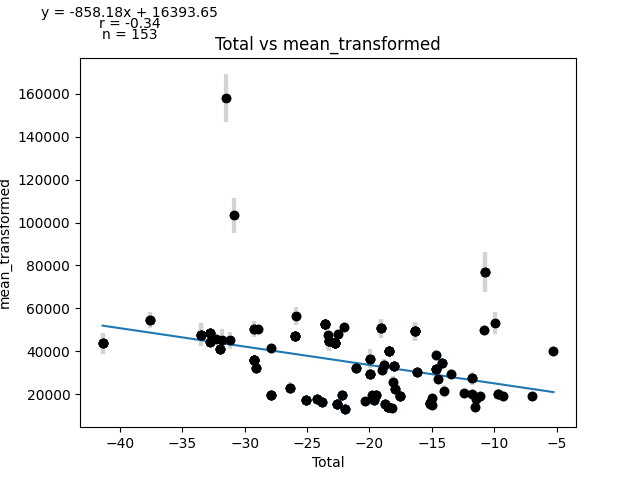 y = -858.18x + 16393.65
r = -0.34
n = 153
Total vs mean_transformed
160000
140000
120000
100000
80000
60000
40000
20000
mean_transformed
−40
−35
−30
−25
−20
−15
−10
−5
Total